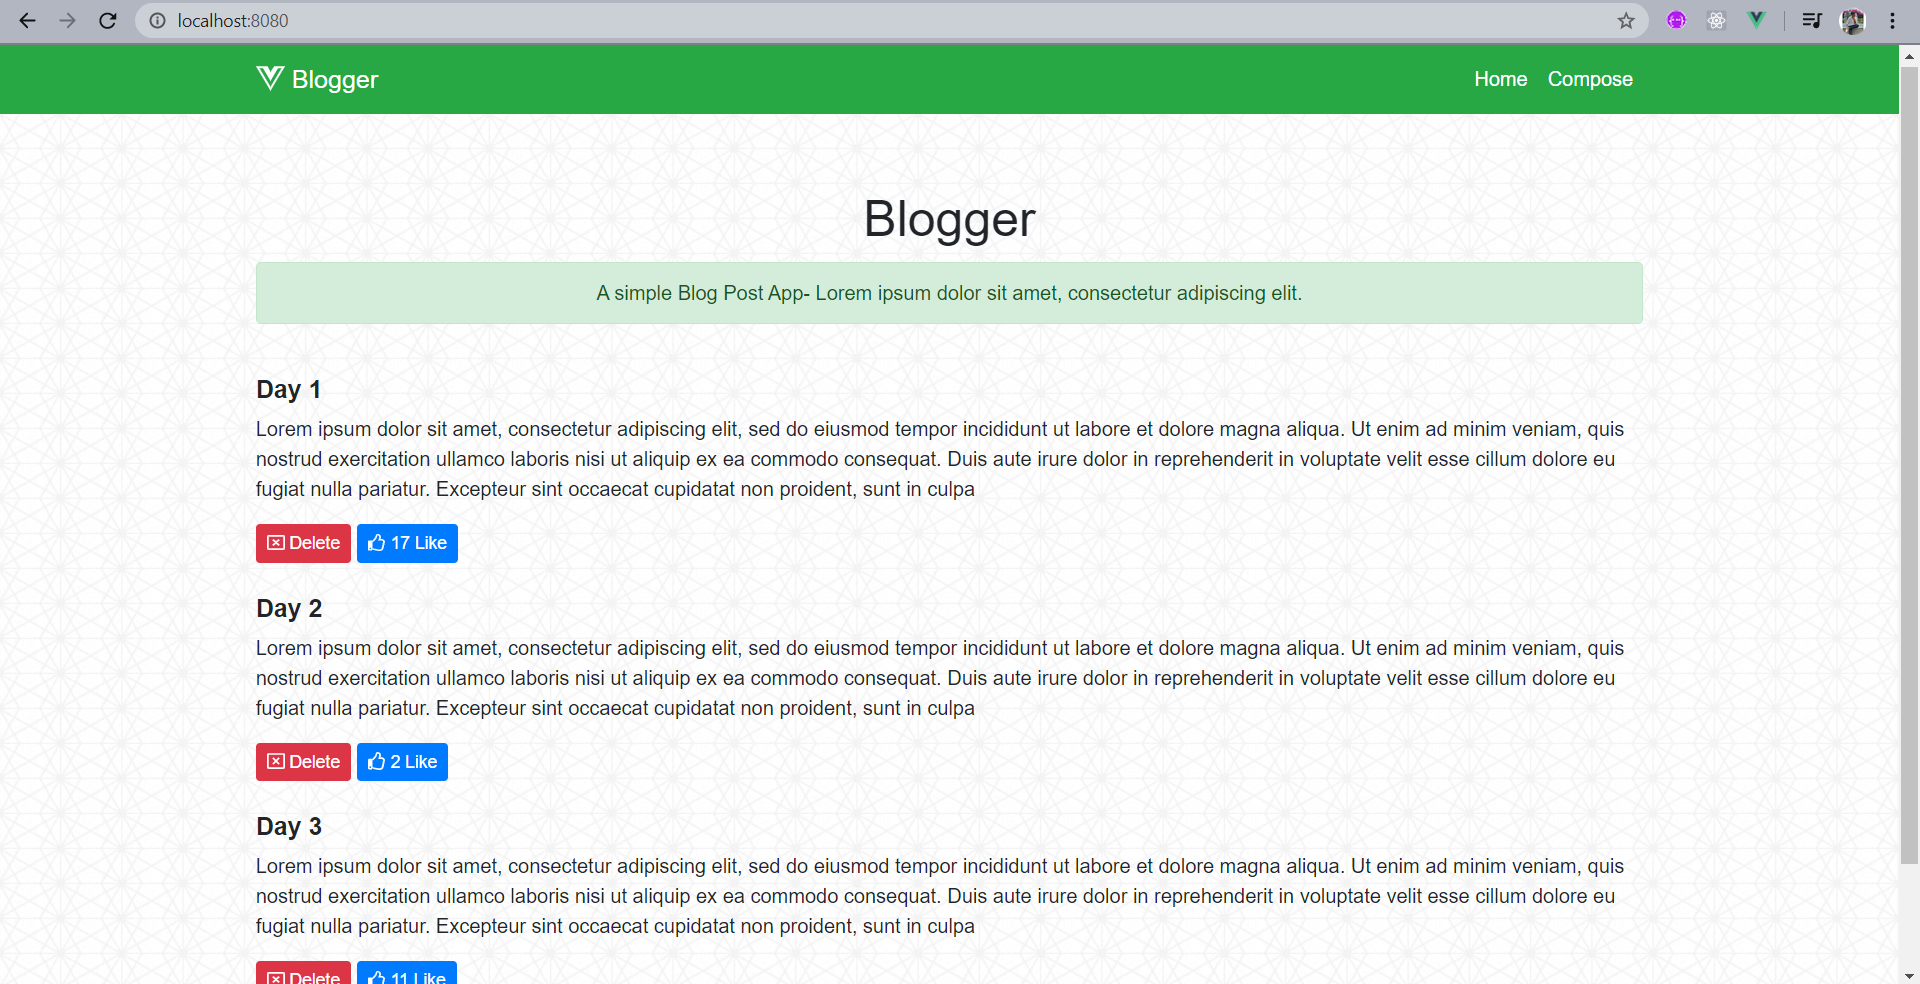 localhost:8080
Blogger
Home Compose
Blogger
A simple Blog Post App- Lorem ipsum dolor sit amet, consectetur adipiscing elit.
Day 1
Lorem ipsum dolor sit amet, consectetur adipiscing elit, sed do eiusmod tempor incididunt ut labore et dolore magna aliqua. Ut enim ad minim veniam, quis
nostrud exercitation ullamco laboris nisi ut aliquip ex ea commodo consequat. Duis aute irure dolor in reprehenderit in voluptate velit esse cillum dolore eu
fugiat nulla pariatur. Excepteur sint occaecat cupidatat non proident, sunt in culpa
Delete 17 Like
Day 2
Lorem ipsum dolor sit amet, consectetur adipiscing elit, sed do eiusmod tempor incididunt ut labore et dolore magna aliqua. Ut enim ad minim veniam, quis
nostrud exercitation ullamco laboris nisi ut aliquip ex ea commodo consequat. Duis aute irure dolor in reprehenderit in voluptate velit esse cillum dolore eu
fugiat nulla pariatur. Excepteur sint occaecat cupidatat non proident, sunt in culpa
Delete 2 Like
Day 3
Lorem ipsum dolor sit amet, consectetur adipiscing elit, sed do eiusmod tempor incididunt ut labore et dolore magna aliqua. Ut enim ad minim veniam, quis
nostrud exercitation ullamco laboris nisi ut aliquip ex ea commodo consequat. Duis aute irure dolor in reprehenderit in voluptate velit esse cillum dolore eu
fugiat nulla pariatur. Excepteur sint occaecat cupidatat non proident, sunt in culpa
Delete 11 Like